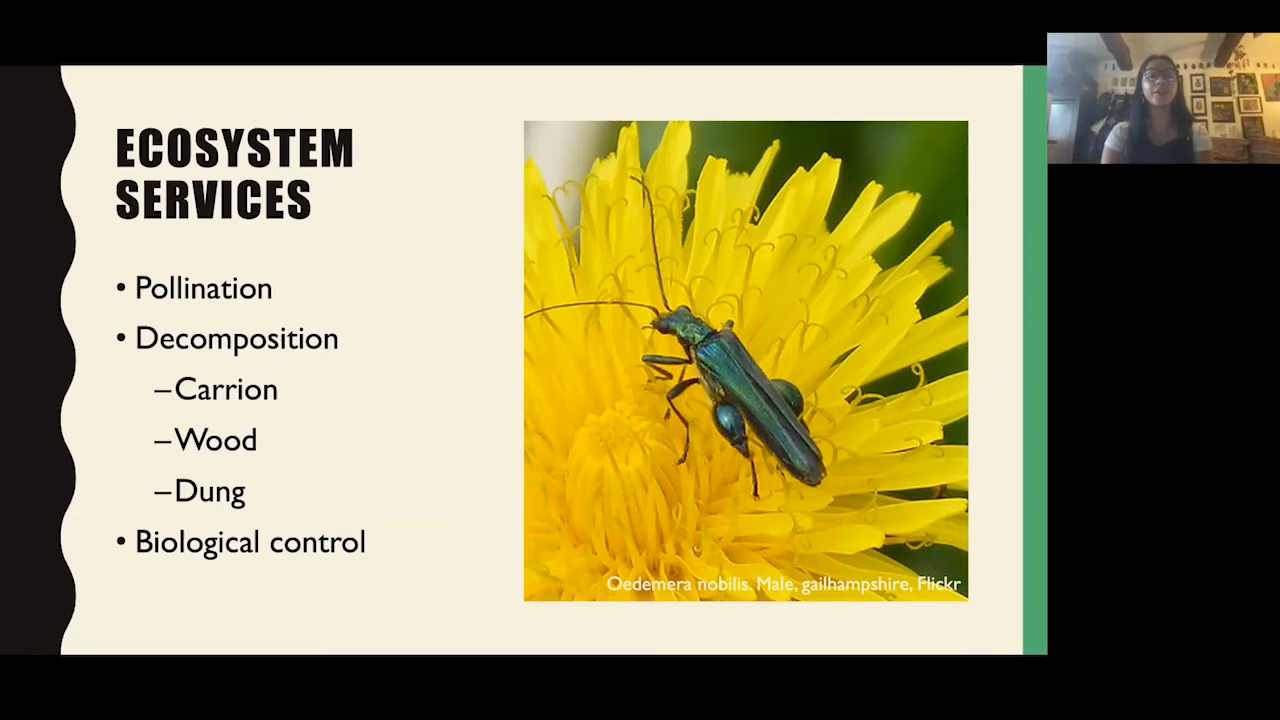 ECOSYSTEM
SERVICES
• Pollination
• Decomposition
–Carrion
–Wood
–Dung
• Biological control
Oedemera nobilis. Male, gailhampshire, Flickr